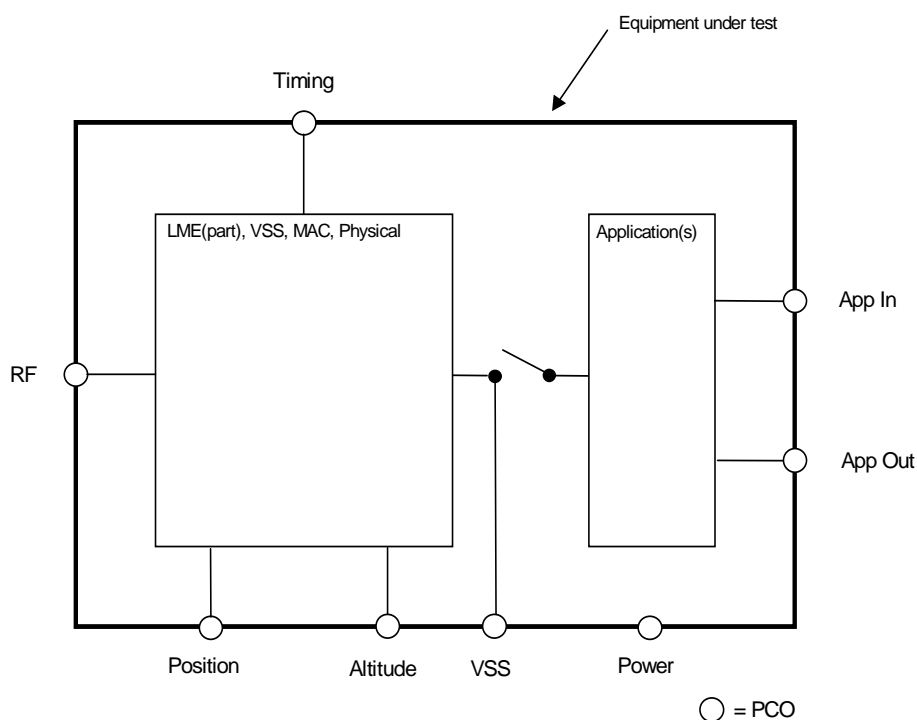 Equipment under test
Timing
LME(part), VSS, MAC, Physical
Application(s)
App In
RF
App Out
Position
Altitude
VSS
Power
= PCO